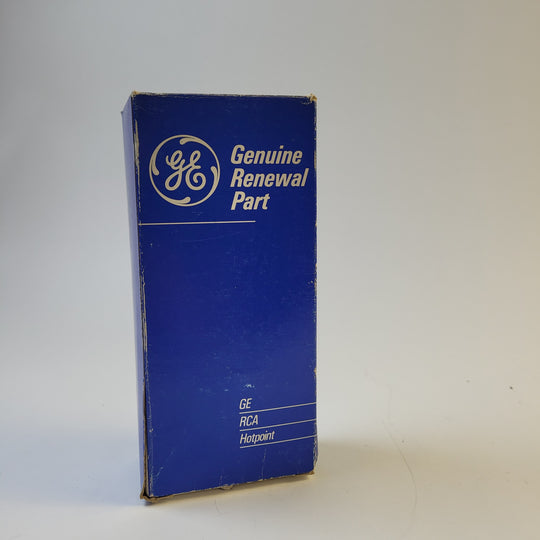 GE
Genuine
Renewal
Part
GE
RCA
Hotpoint